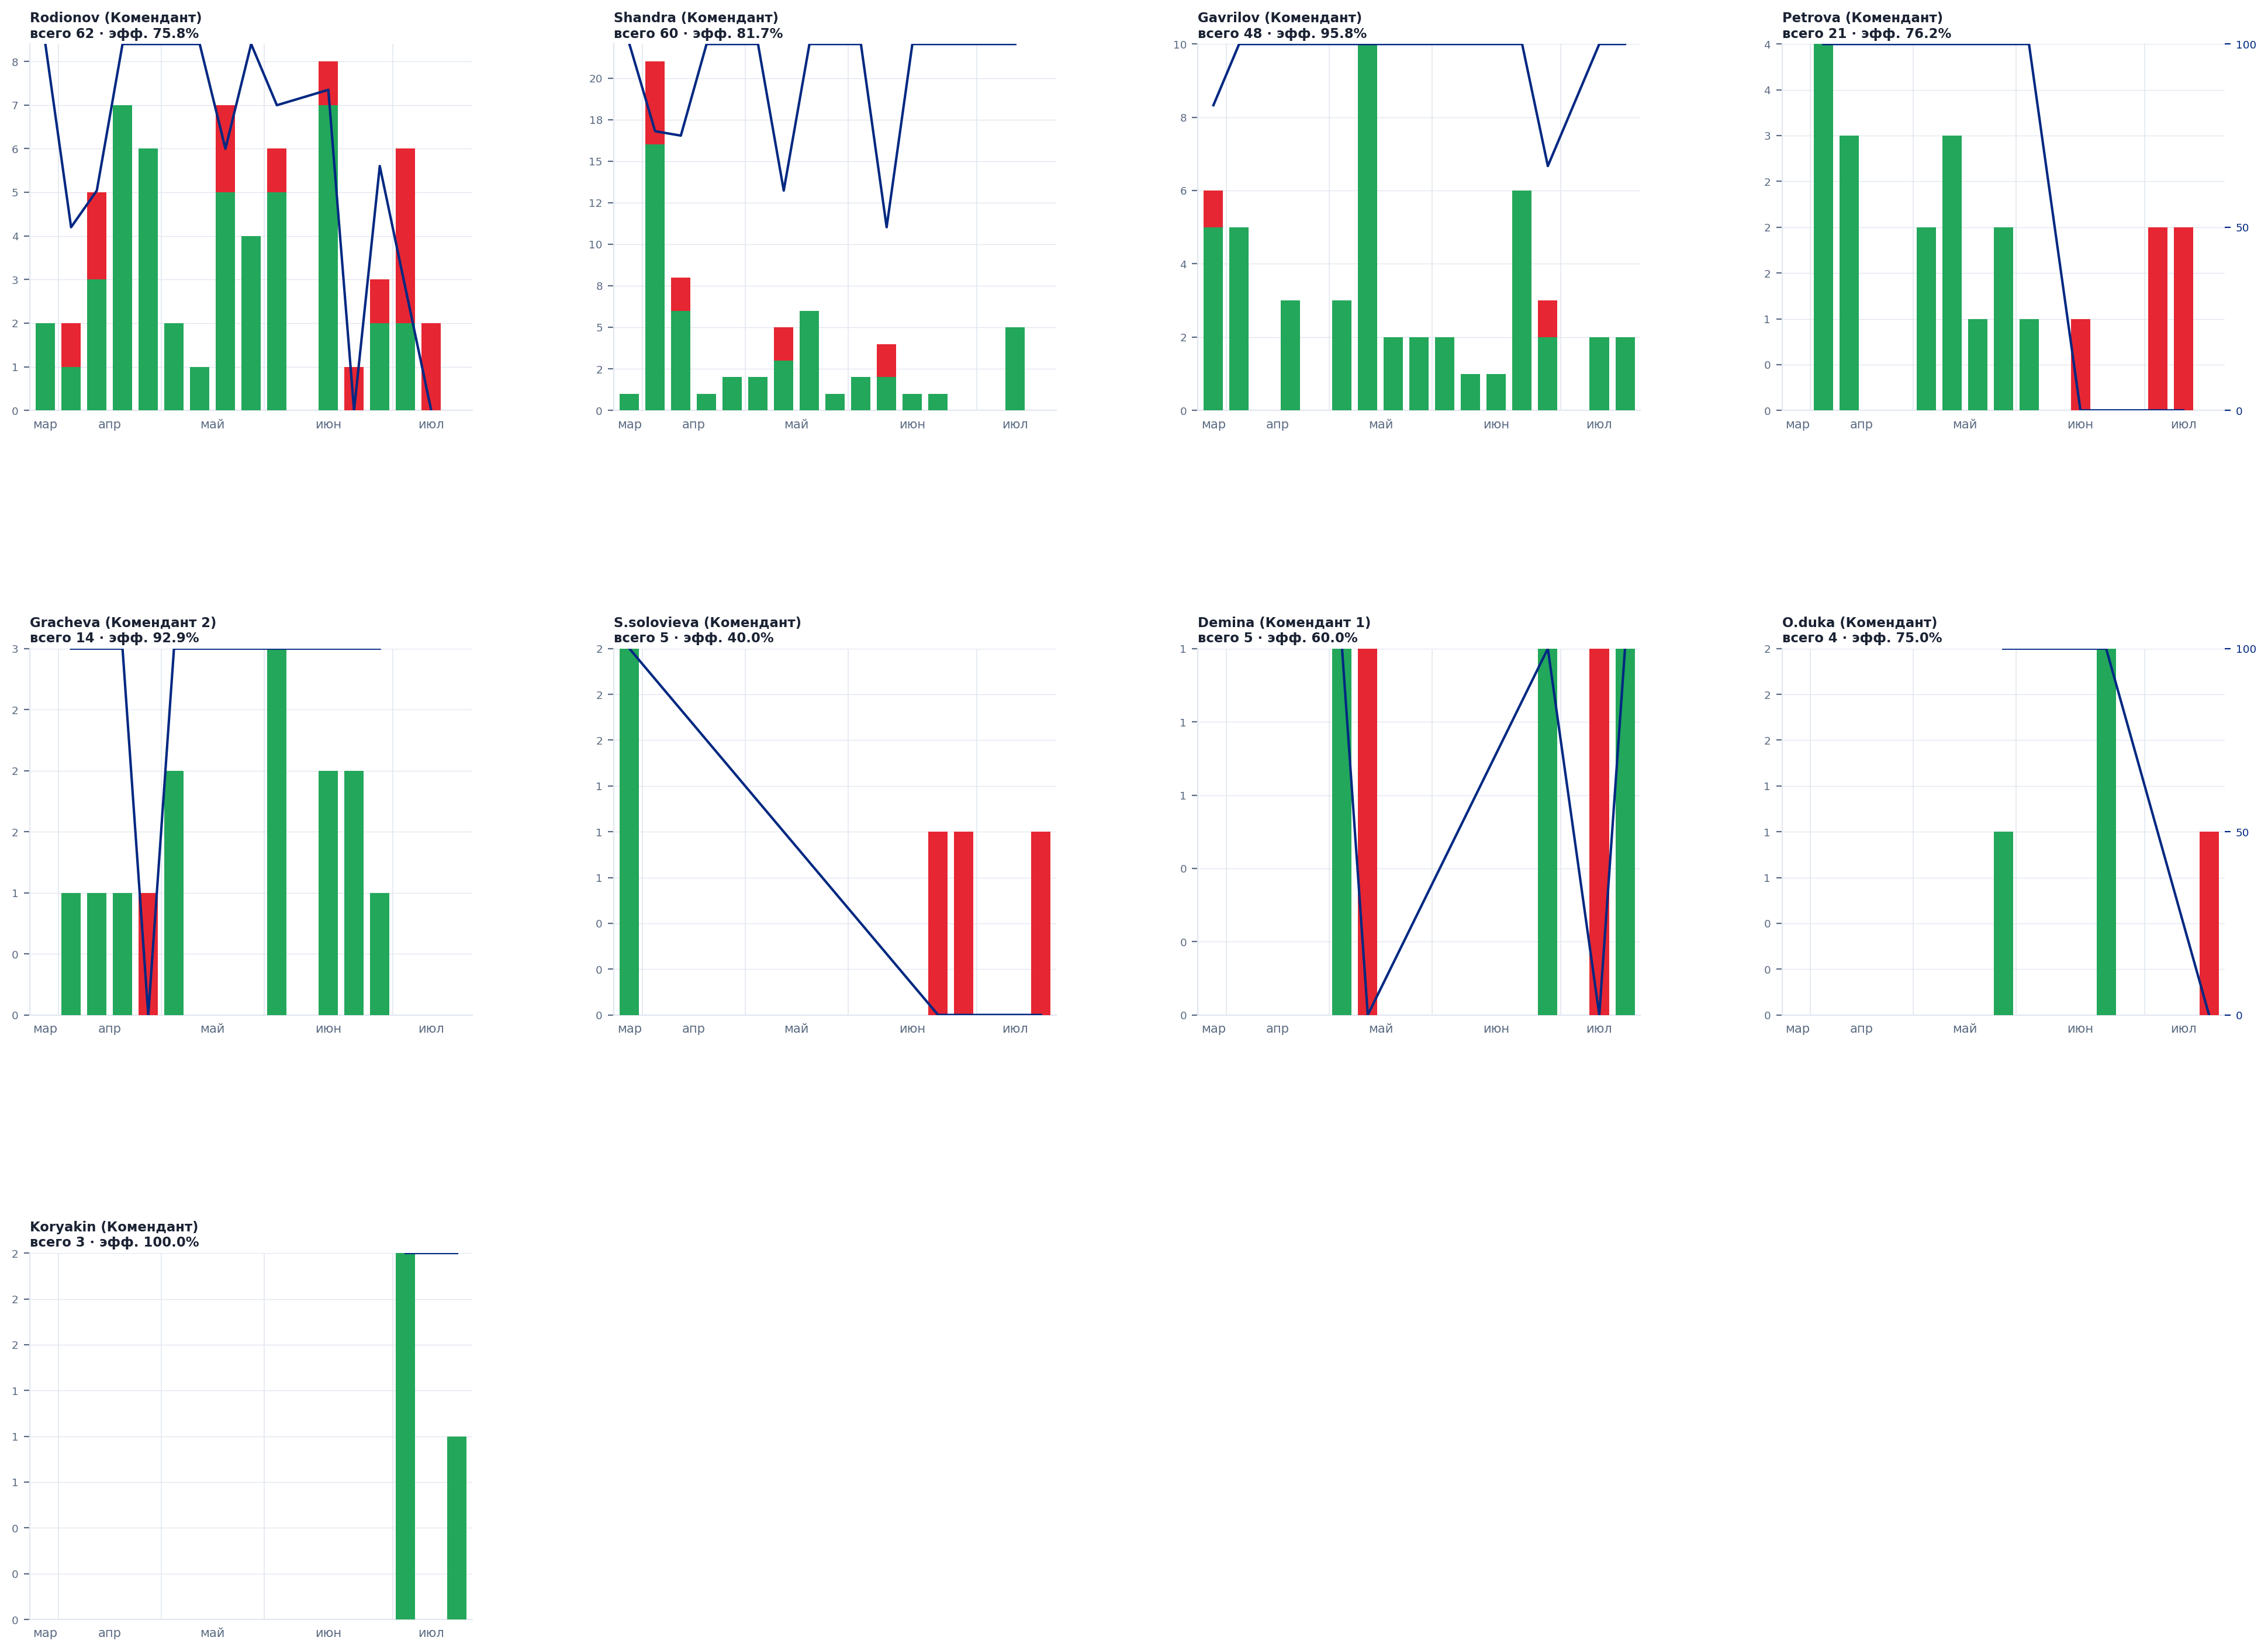 Rodionov (Комендант)
всего 62 · эфф. 75.8%
8
7
6
5
4
3
2
1
0
мар апр май июн июл
Shandra (Комендант)
всего 60 · эфф. 81.7%
20
18
15
12
10
8
5
2
0
мар апр май июн июл
Gavrilov (Комендант)
всего 48 · эфф. 95.8%
10
8
6
4
2
0
мар апр май июн июл
Petrova (Комендант)
всего 21 · эфф. 76.2%
4
4
3
2
2
2
1
0
0
100
50
0
мар апр май июн июл
Gracheva (Комендант 2)
всего 14 · эфф. 92.9%
3
2
2
2
1
0
0
мар апр май июн июл
S.solovieva (Комендант)
всего 5 · эфф. 40.0%
2
2
2
1
1
1
0
0
0
мар апр май июн июл
Demina (Комендант 1)
всего 5 · эфф. 60.0%
1
1
1
0
0
0
мар апр май июн июл
O.duka (Комендант)
всего 4 · эфф. 75.0%
2
2
2
1
1
1
0
0
0
100
50
0
мар апр май июн июл
Koryakin (Комендант)
всего 3 · эфф. 100.0%
2
2
2
1
1
1
0
0
0
мар апр май июн июл